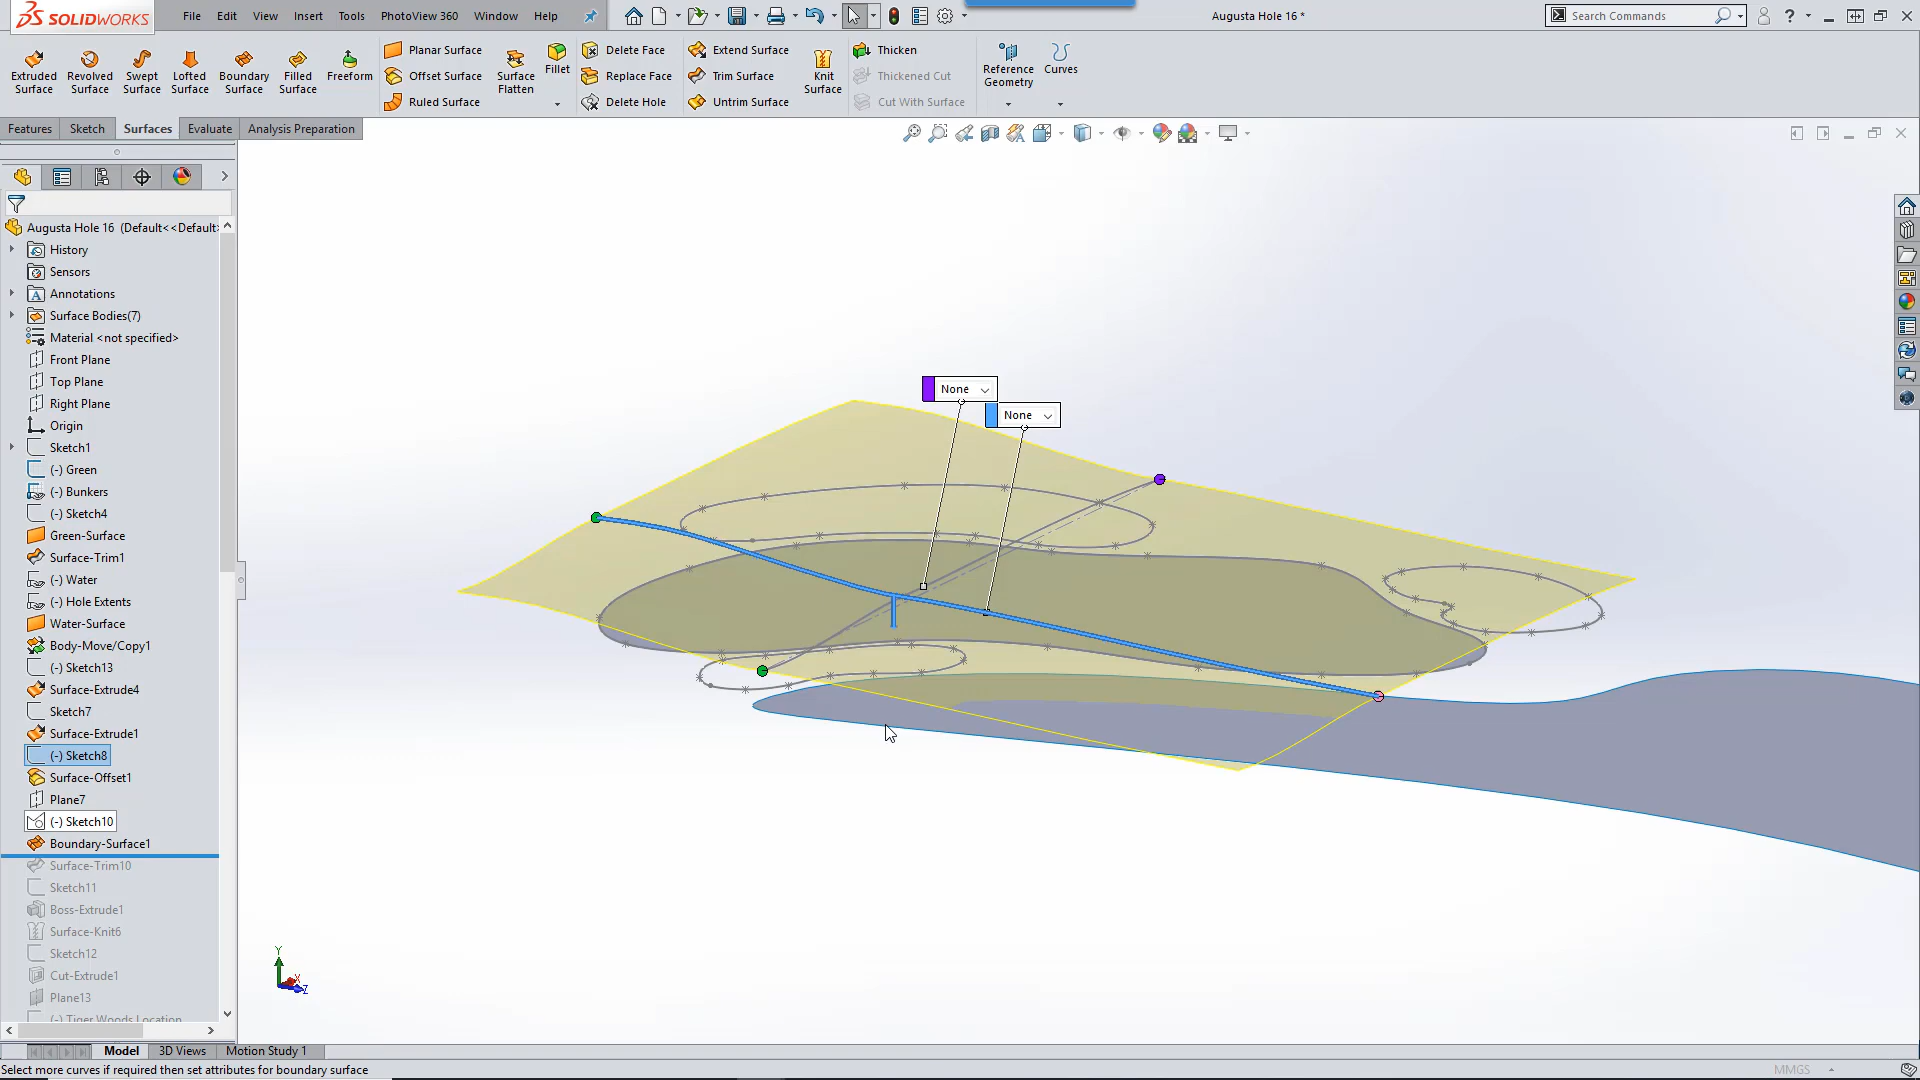 SOLIDWORKS
File Edit View Insert Tools PhotoView 360 Window Help
Augusta Hole 16 *
Search Commands
Extruded Surface
Revolved Surface
Swept Surface
Lofted Surface
Boundary Surface
Filled Surface
Freeform
Planar Surface
Offset Surface
Ruled Surface
Surface Flatten
Fillet
Delete Face
Replace Face
Delete Hole
Extend Surface
Trim Surface
Untrim Surface
Knit Surface
Thicken
Thickened Cut
Cut With Surface
Reference Geometry
Curves
Features Sketch Surfaces Evaluate Analysis Preparation
Augusta Hole 16 (Default<<Default>
History
Sensors
Annotations
Surface Bodies(7)
Material <not specified>
Front Plane
Top Plane
Right Plane
Origin
Sketch1
(-) Green
(-) Bunkers
(-) Sketch4
Green-Surface
Surface-Trim1
(-) Water
(-) Hole Extents
Water-Surface
Body-Move/Copy1
(-) Sketch13
Surface-Extrude4
Sketch7
Surface-Extrude1
(-) Sketch8
Surface-Offset1
Plane7
(-) Sketch10
Boundary-Surface1
Surface-Trim10
Sketch11
Boss-Extrude1
Surface-Knit6
Sketch12
Cut-Extrude1
Plane13
(-) Tiger Woods Location
None
None
Y
X
Z
Model 3D Views Motion Study 1
Select more curves if required then set attributes for boundary surface
MMGS